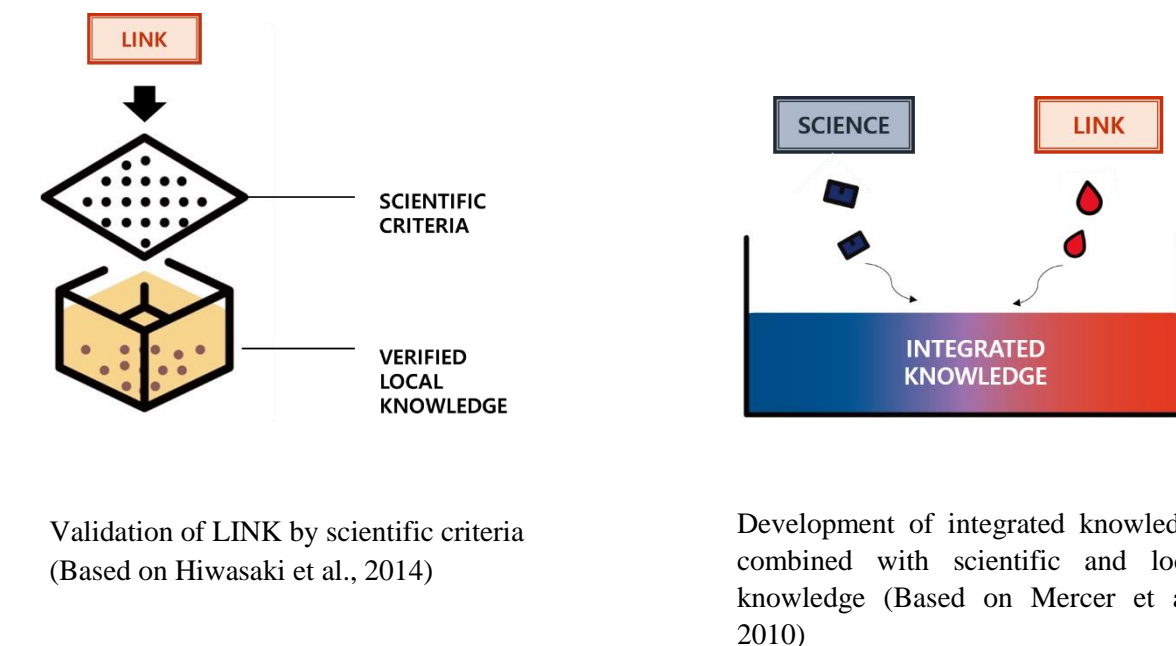 LINK
SCIENTIFIC
CRITERIA
VERIFIED
LOCAL
KNOWLEDGE
Validation of LINK by scientific criteria
(Based on Hiwasaki et al., 2014)
SCIENCE
LINK
INTEGRATED
KNOWLEDGE
Development of integrated
combined with scientific and
knowledge (Based on Mercer et
2010)